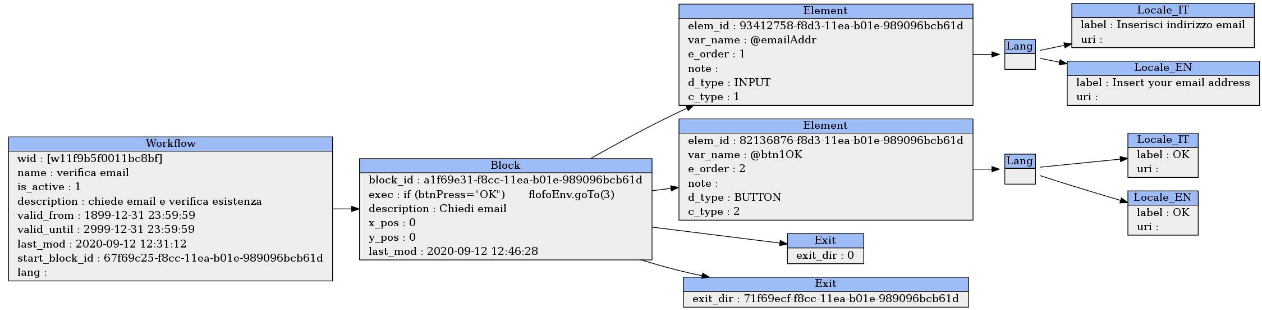 Workflow
wid : [w11f9b5f0011bc8bf]
name : verifica email
is_active : 1
description : chiede email e verifica esistenza
valid_from : 1899-12-31 23:59:59
valid_until : 2999-12-31 23:59:59
last_mod : 2020-09-12 12:31:12
start_block_id : 67f69c25-f8cc-11ea-b01e-989096bcb61d
lang :
Block
block_id : a1f69e31-f8cc-11ea-b01e-989096bcb61d
exec : if (btnPress="OK") flofoEnv.goTo(3)
description : Chiedi email
x_pos : 0
y_pos : 0
last_mod : 2020-09-12 12:46:28
Element
elem_id : 93412758-f8d3-11ea-b01e-989096bcb61d
var_name : @emailAddr
e_order : 1
note :
d_type : INPUT
c_type : 1
Lang
Locale_IT
label : Inserisci indirizzo email
uri :
Locale_EN
label : Insert your email address
uri :
Element
elem_id : 82136876-f8d3-11ea-b01e-989096bcb61d
var_name : @btn1OK
e_order : 2
note :
d_type : BUTTON
c_type : 2
Lang
Locale_IT
label : OK
uri :
Locale_EN
label : OK
uri :
Exit
exit_dir : 0
Exit
exit_dir : 71f69ecf-f8cc-11ea-b01e-989096bcb61d